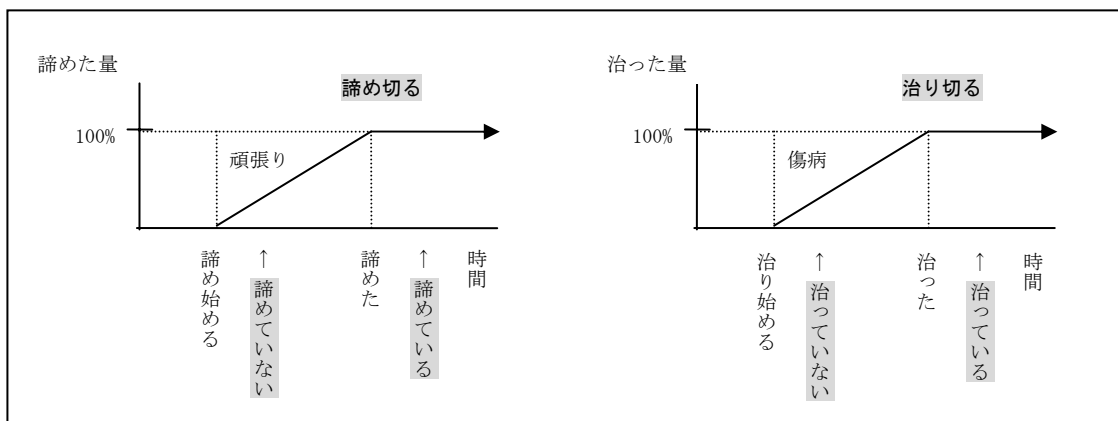 諦めた量
諦め切る
100%
頑張り
諦め始める
↑諦めていない
諦めた
↑諦めている
時間
治った量
治り切る
100%
傷病
治り始める
↑治っていない
治った
↑治っている
時間